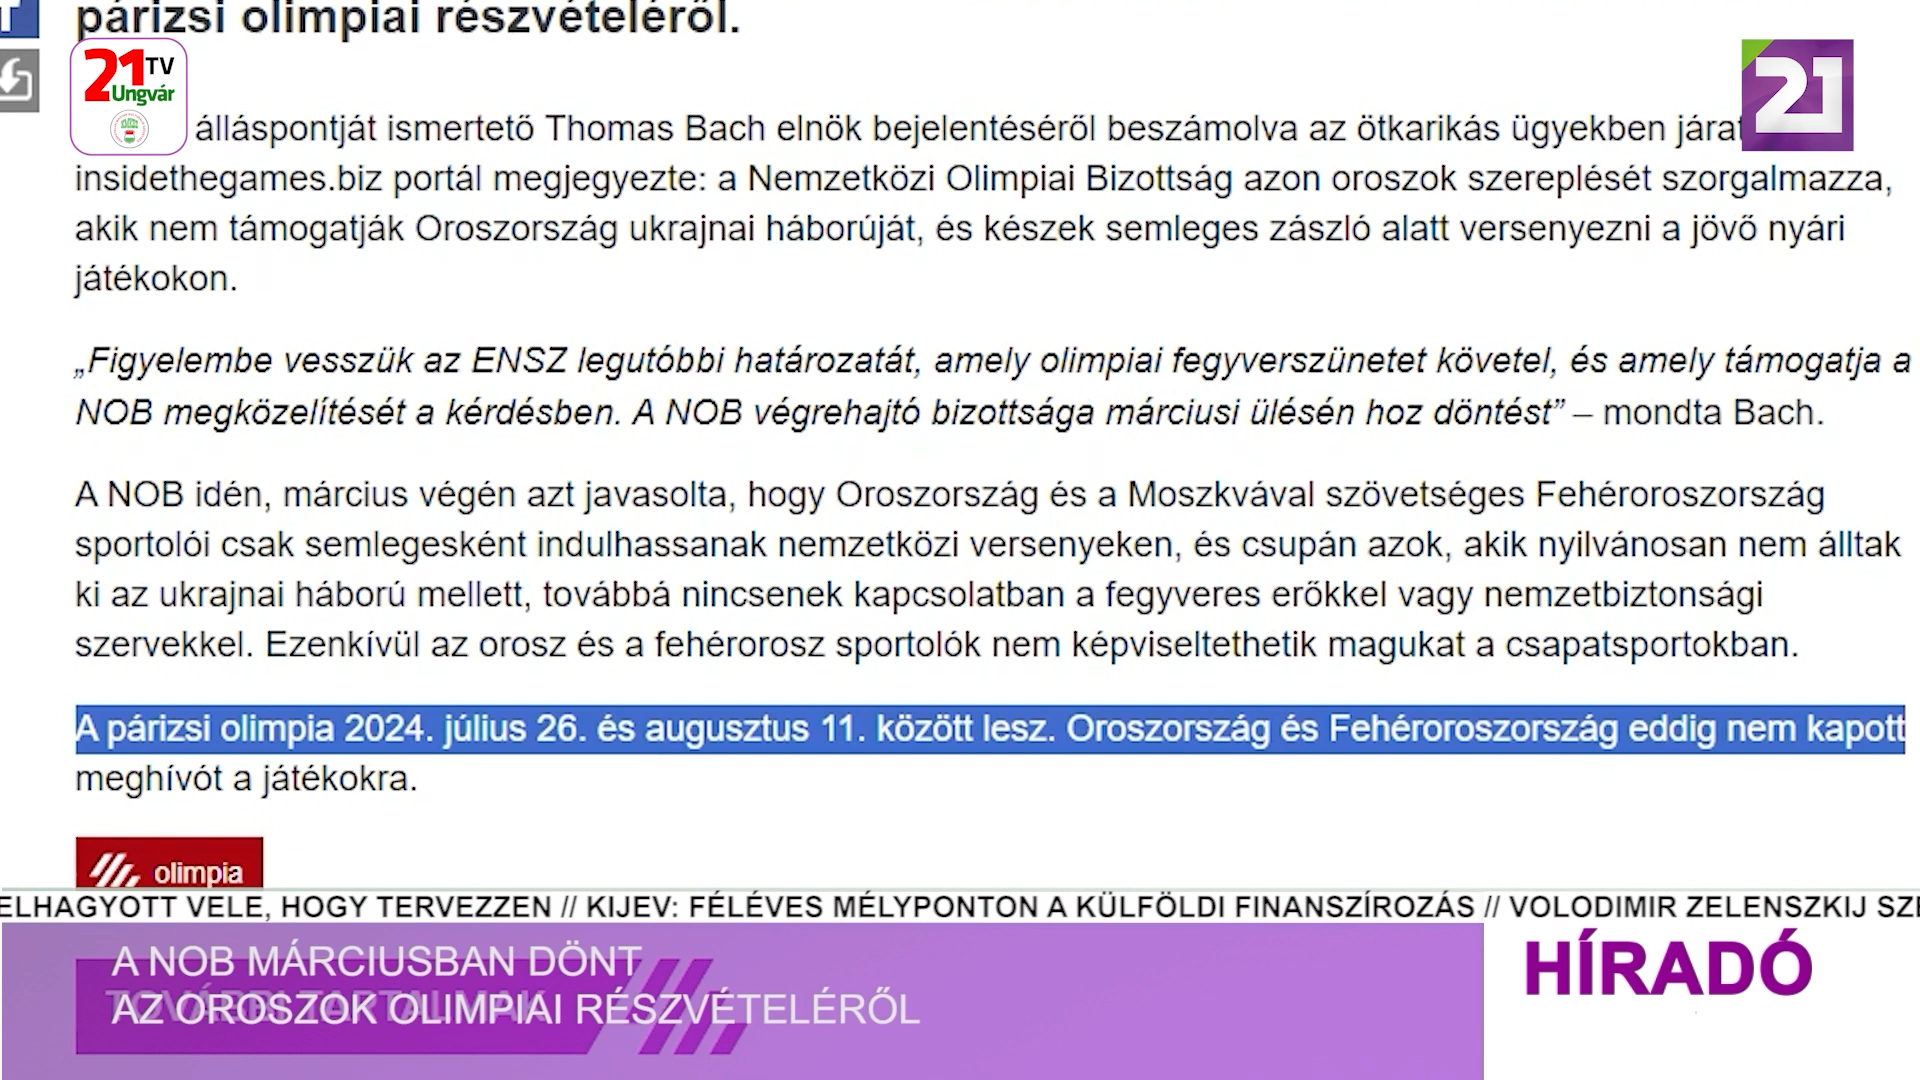 párizsi olimpiai részvételéről.
21 TV
Ungvár
21
álláspontját ismertető Thomas Bach elnök bejelentéséről beszámolva az ötkarikás ügyekben
insidethegames.biz portál megjegyezte: a Nemzetközi Olimpiai Bizottság azon oroszok szereplését szorgalmazza,
akik nem támogatják Oroszország ukrajnai háborúját, és készek semleges zászló alatt versenyezni a jövő nyári
játékokon.
„Figyelembe vesszük az ENSZ legutóbbi határozatát, amely olimpiai fegyverszünetet követel, és amely támogatja a
NOB megközelítését a kérdésben. A NOB végrehajtó bizottsága márciusi ülésén hoz döntést” – mondta Bach.
A NOB idén, március végén azt javasolta, hogy Oroszország és a Moszkvával szövetséges Fehéroroszország
sportolói csak semlegesként indulhassanak nemzetközi versenyeken, és csupán azok, akik nyilvánosan nem álltak
ki az ukrajnai háború mellett, továbbá nincsenek kapcsolatban a fegyveres erőkkel vagy nemzetbiztonsági
szervekkel. Ezenkívül az orosz és a fehérorosz sportolók nem képviseltethetik magukat a csapatsportokban.
A párizsi olimpia 2024. július 26. és augusztus 11. között lesz. Oroszország és Fehéroroszország eddig nem kapott
meghívót a játékokra.
olimpia
ELHAGYOTT VELE, HOGY TERVEZZEN // KIJEV: FÉLÉVES MÉLYPONTON A KÜLFÖLDI FINANSZÍROZÁS // VOLODIMIR ZELENSZKIJ SZE
A NOB MÁRCIUSBAN DÖNT
AZ OROSZOK OLIMPIAI RÉSZVÉTELÉRŐL
HÍRADÓ